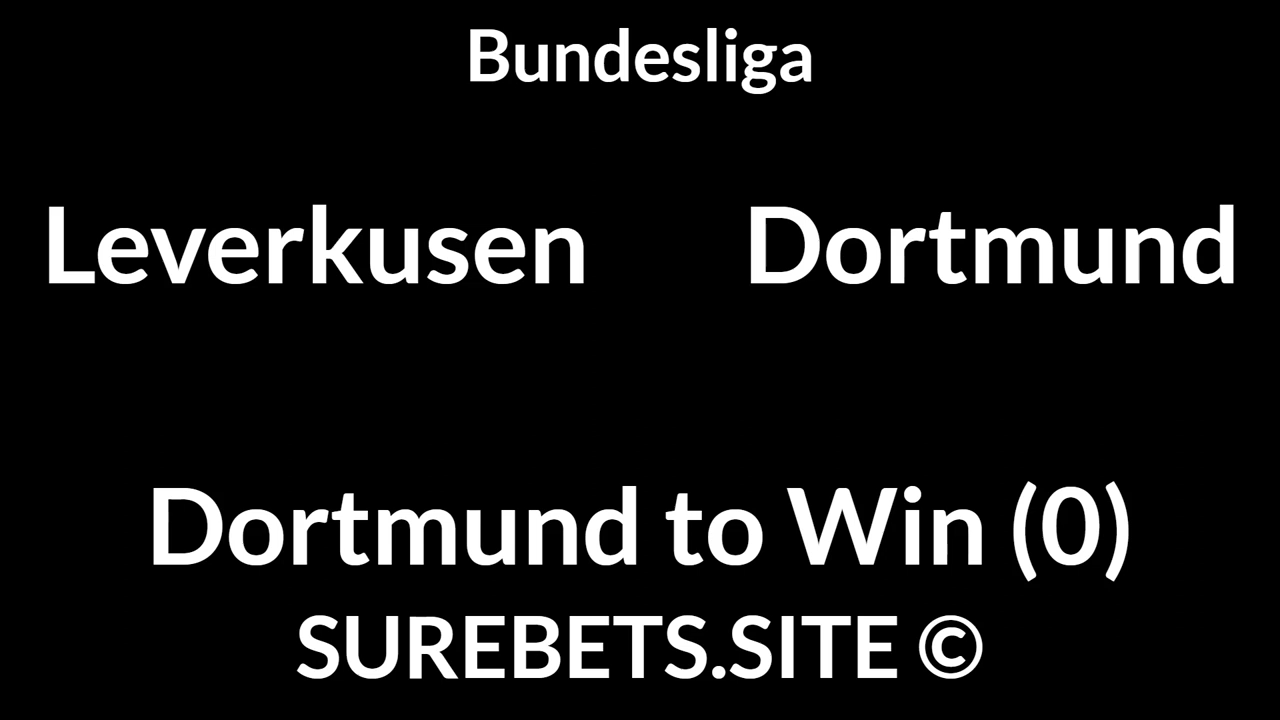 Bundesliga
Leverkusen Dortmund
Dortmund to Win (0)
SUREBETS.SITE ©